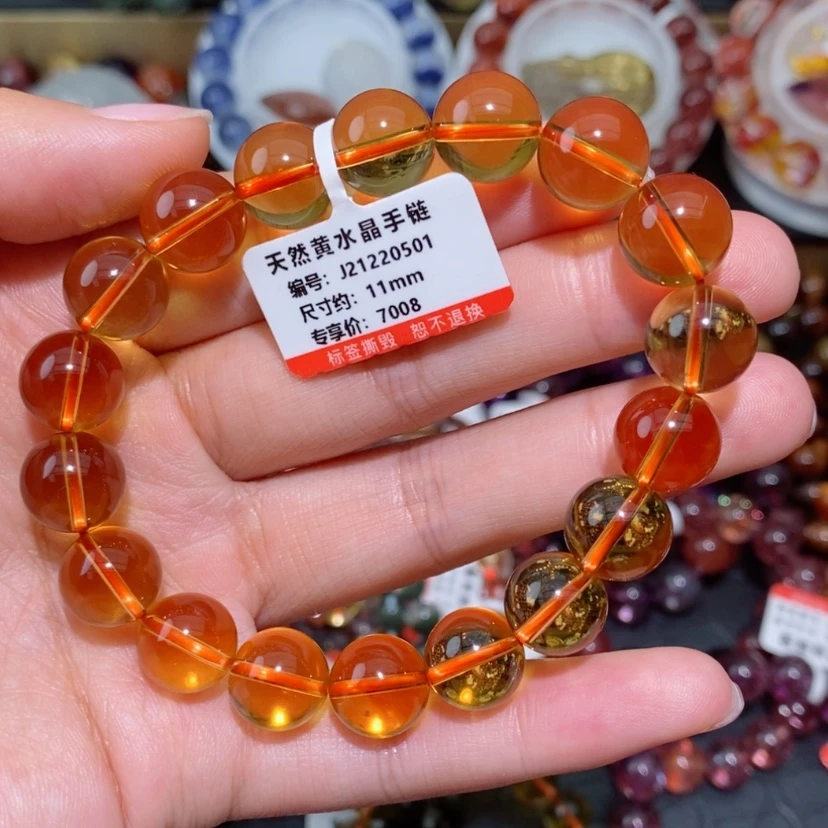 天然黄水晶手链
编号: J21220501
尺寸约: 11mm
专享价: 7008
标签撕毁 恕不退换